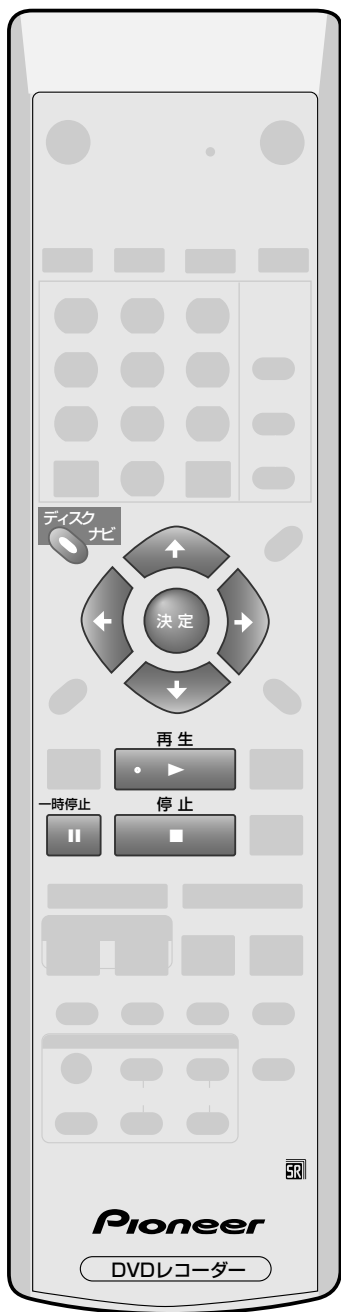 ディスク
ナビ
決定
再生
一時停止
停止
SR
Pioneer
DVDレコーダー